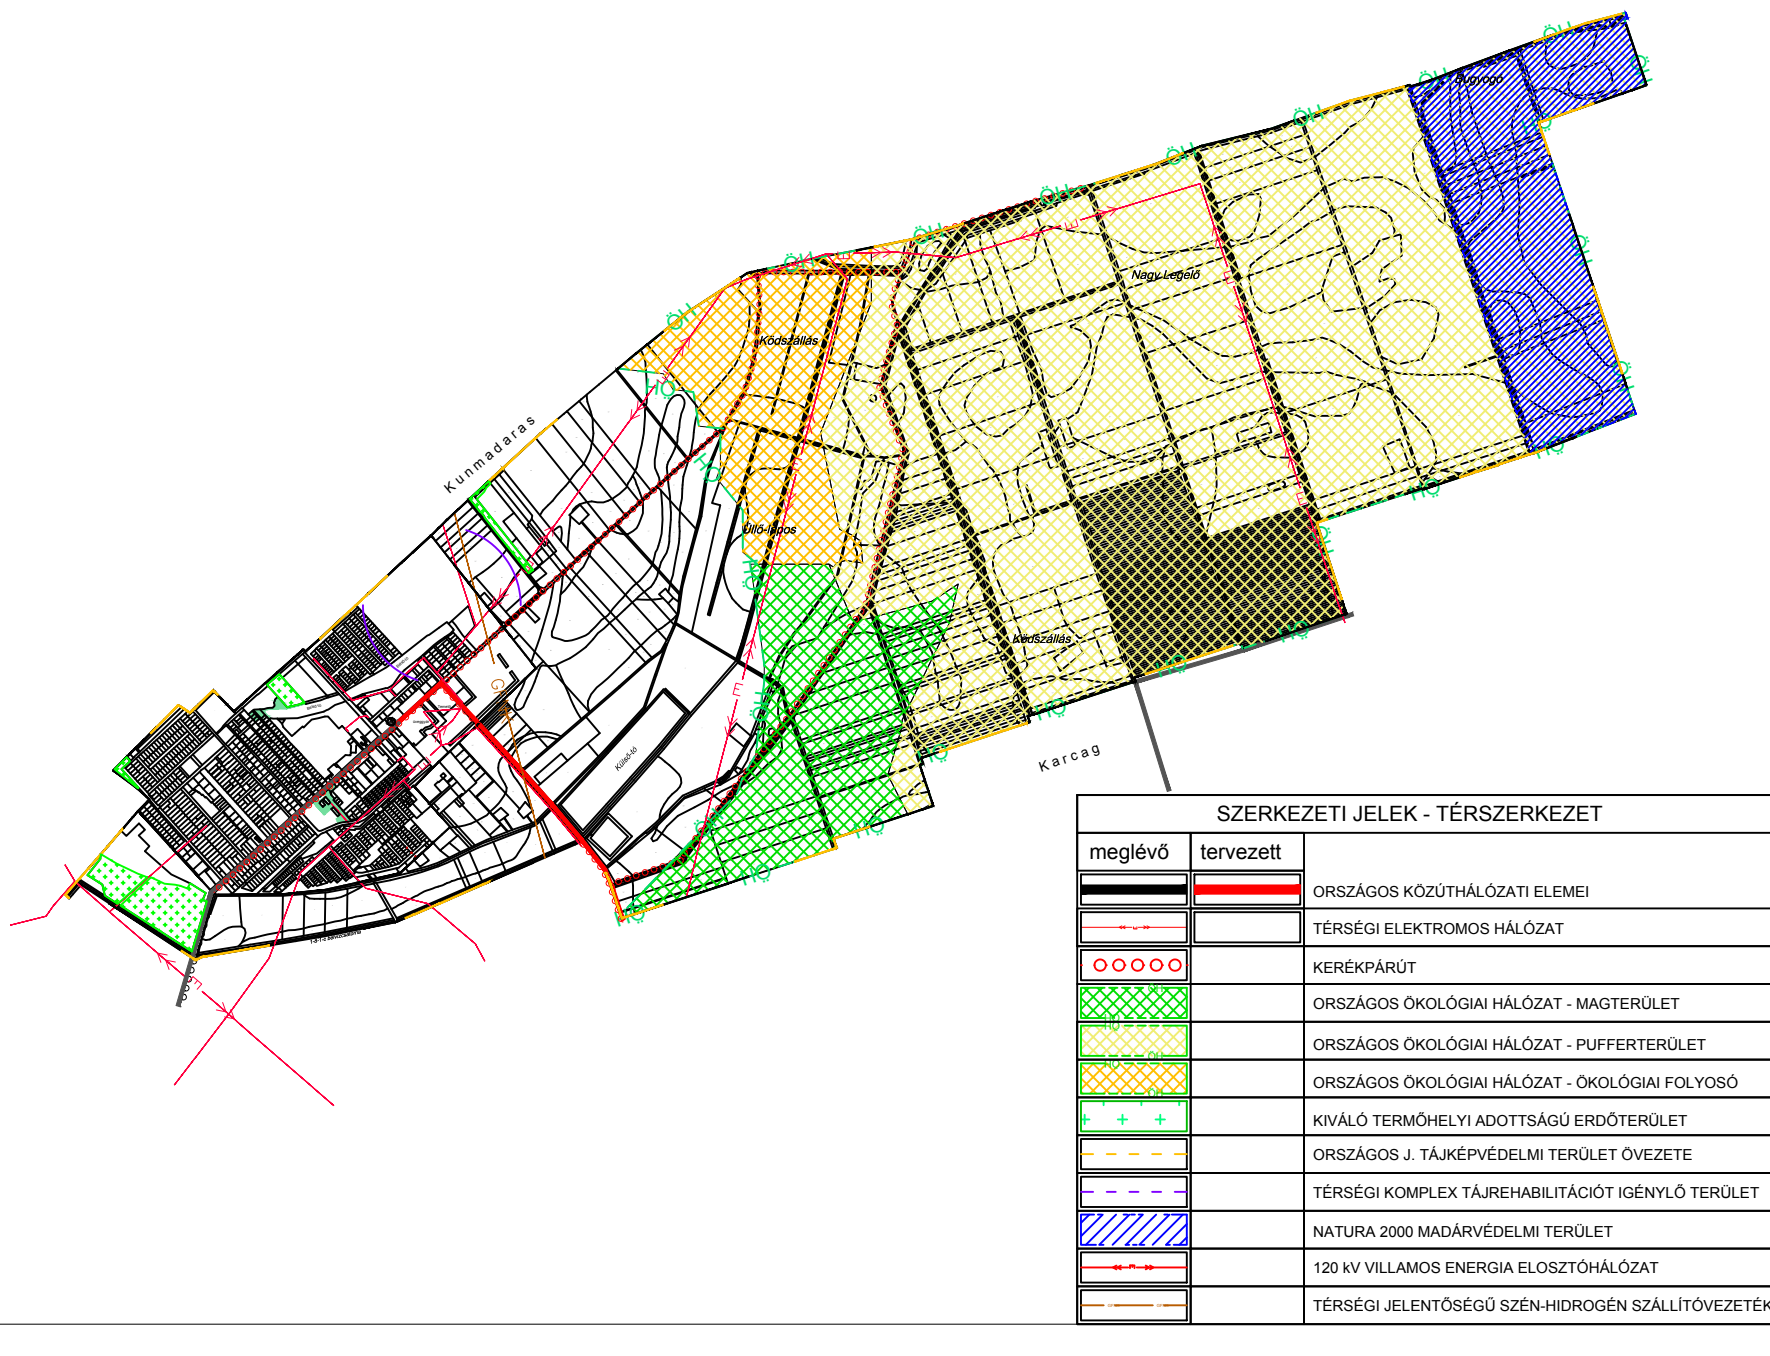 Bugyogó
Nagy Legelő
Ködszállás
Kunmadaras
Üllő-lapos
Ködszállás
Külső-tó
Karcag
SZERKEZETI JELEK - TÉRSZERKEZET
meglévő tervezett
ORSZÁGOS KÖZÚTHÁLÓZATI ELEMEI
TÉRSÉGI ELEKTROMOS HÁLÓZAT
KERÉKPÁRÚT
ORSZÁGOS ÖKOLÓGIAI HÁLÓZAT - MAGTERÜLET
ORSZÁGOS ÖKOLÓGIAI HÁLÓZAT - PUFFERTERÜLET
ORSZÁGOS ÖKOLÓGIAI HÁLÓZAT - ÖKOLÓGIAI FOLYOSÓ
KIVÁLÓ TERMŐHELYI ADOTTSÁGÚ ERDŐTERÜLET
ORSZÁGOS J. TÁJKÉPVÉDELMI TERÜLET ÖVEZETE
TÉRSÉGI KOMPLEX TÁJREHABILITÁCIÓT IGÉNYLŐ TERÜLET
NATURA 2000 MADÁRVÉDELMI TERÜLET
120 kV VILLAMOS ENERGIA ELOSZTÓHÁLÓZAT
TÉRSÉGI JELENTŐSÉGŰ SZÉN-HIDROGÉN SZÁLLÍTÓVEZETÉK